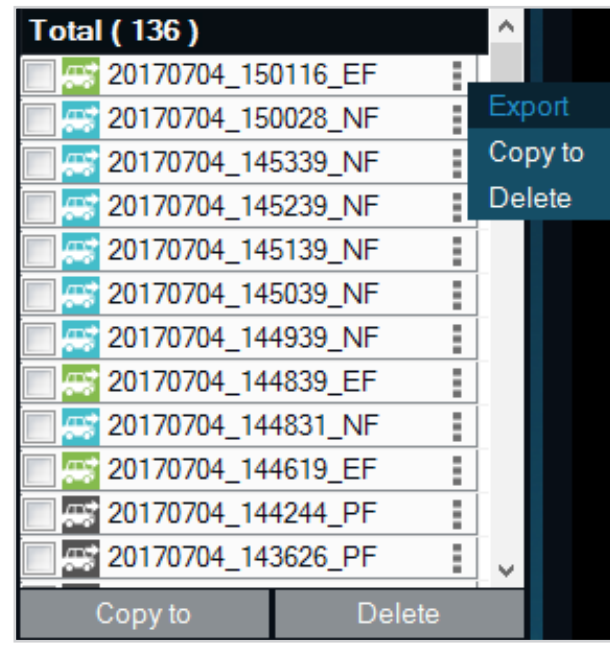 Total ( 136 )
20170704_150116_EF
Export
20170704_150028_NF
Copy to
20170704_145339_NF
Delete
20170704_145239_NF
20170704_145139_NF
20170704_145039_NF
20170704_144939_NF
20170704_144839_EF
20170704_144831_NF
20170704_144619_EF
20170704_144244_PF
20170704_143626_PF
Copy to
Delete